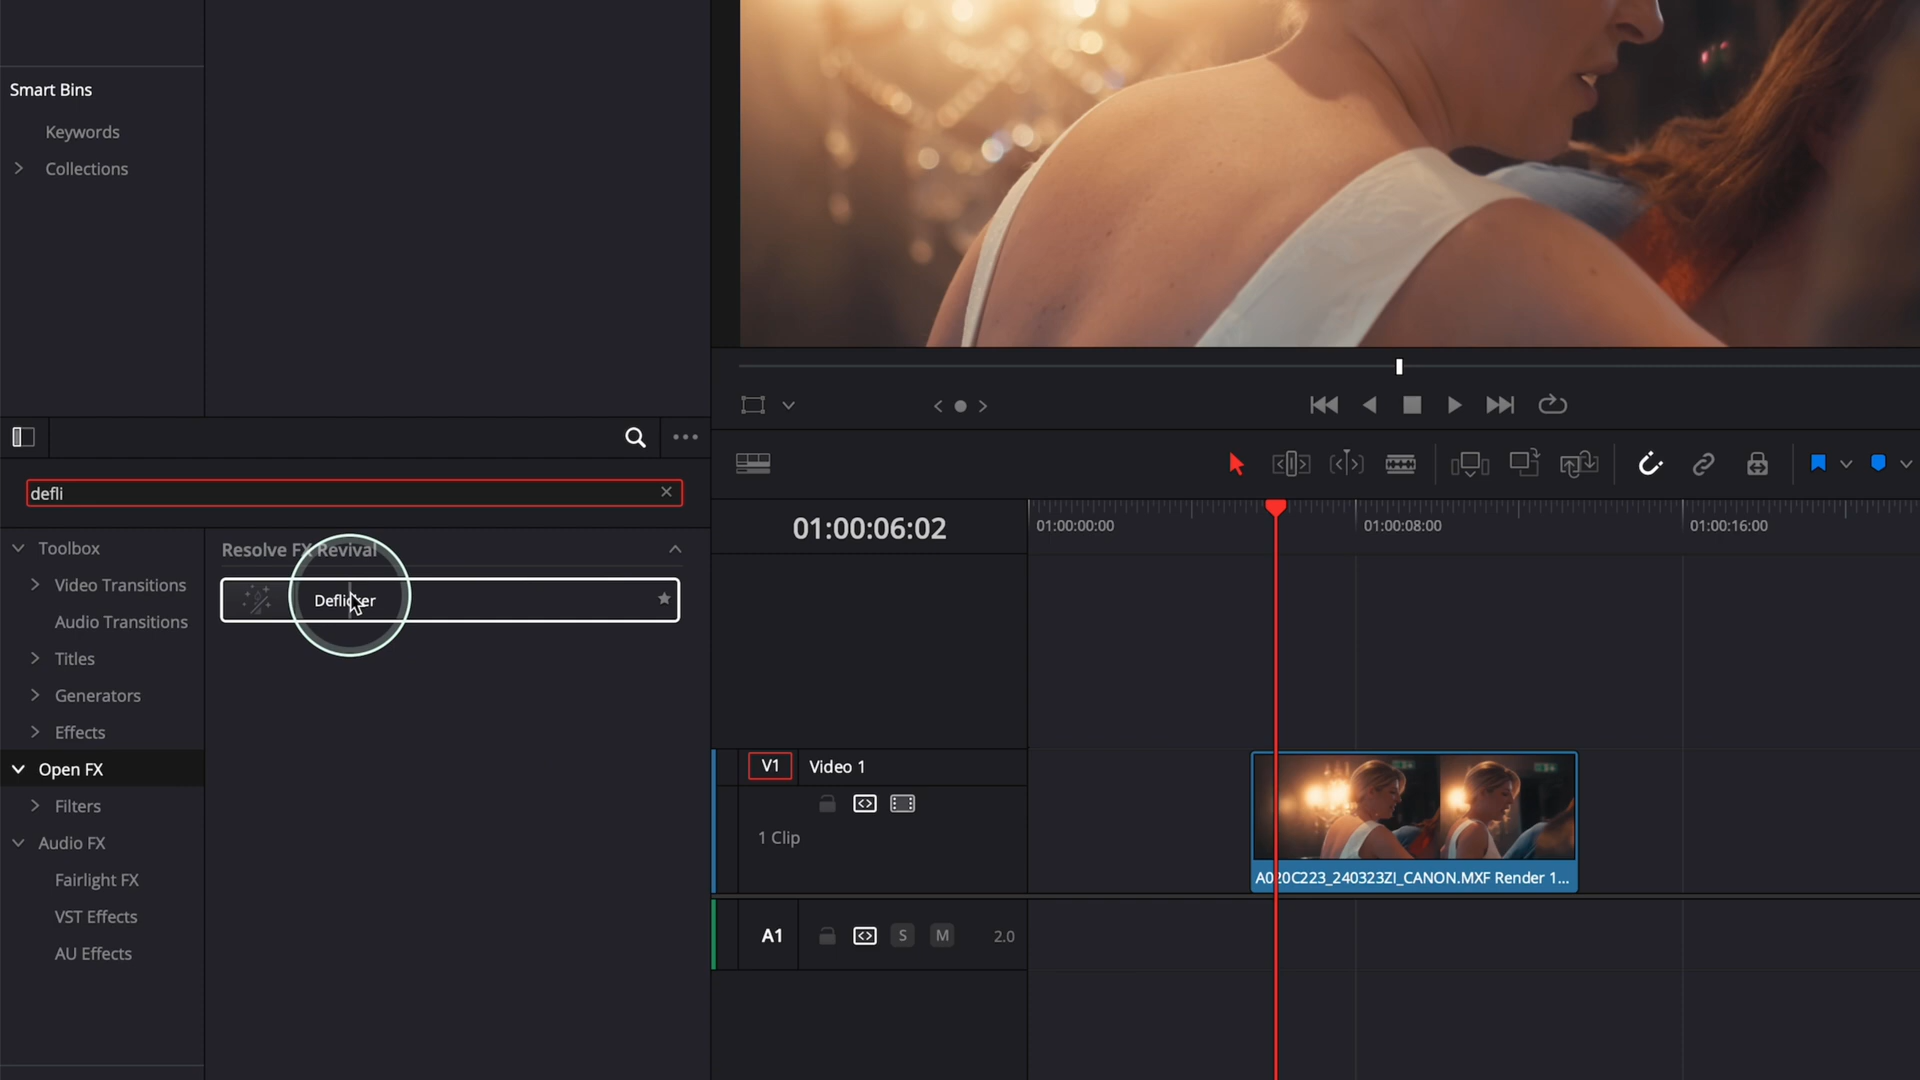 Smart Bins
Keywords
Collections
defli
Toolbox
Video Transitions
Audio Transitions
Titles
Generators
Effects
Open FX
Filters
Audio FX
Fairlight FX
VST Effects
AU Effects
Resolve FX Revival
Deflicker
01:00:06:02
01:00:00:00
01:00:08:00
01:00:16:00
V1
Video 1
1 Clip
A020C223_240323ZI_CANON.MXF Render 1...
A1
S
M
2.0